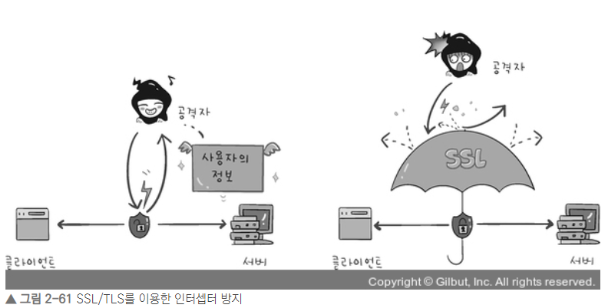 공격자
사용자의
정보
클라이언트
서버
공격자
SSL
클라이언트
서버
Copyright © Gilbut, Inc. All rights reserved.
▲ 그림 2-61 SSL/TLS를 이용한 인터셉터 방지